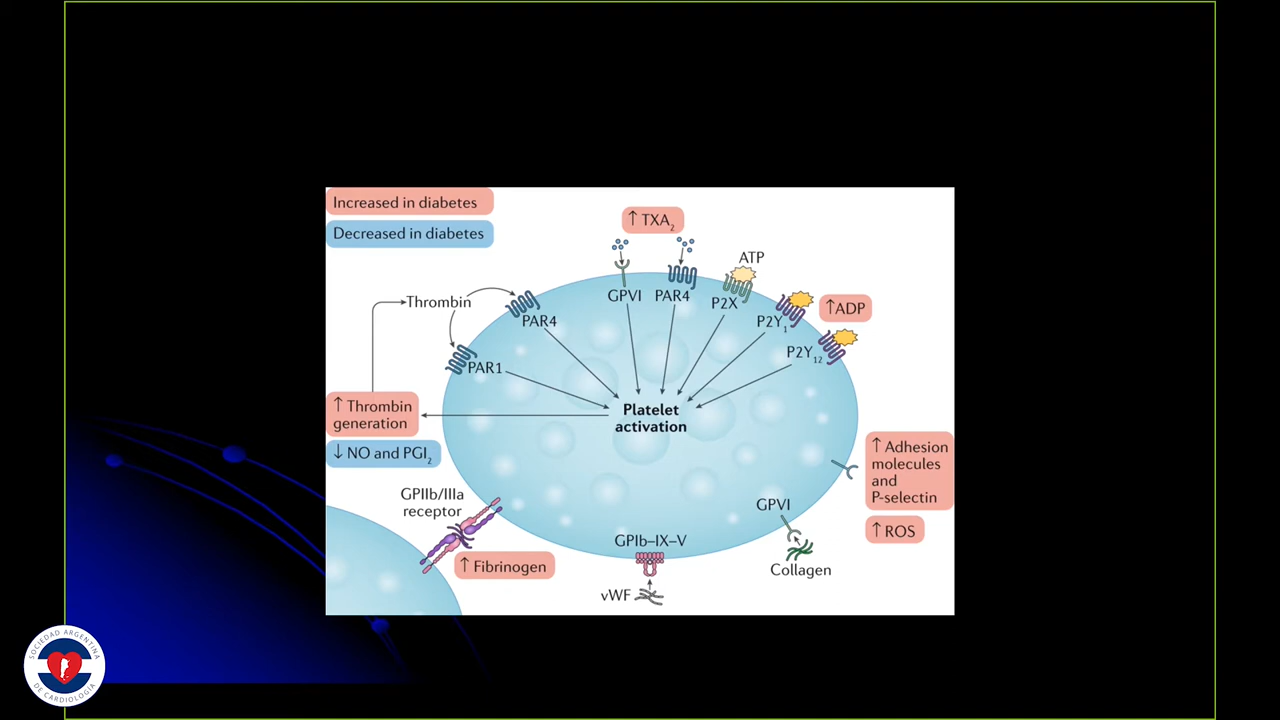 Increased in diabetes
Decreased in diabetes
↑ TXA2
ATP
GPVI
PAR4
P2X
P2Y1
↑ADP
P2Y12
Thrombin
PAR4
PAR1
↑ Thrombin
generation
↓ NO and PGI2
Platelet
activation
↑ Adhesion
molecules
and
P-selectin
↑ ROS
GPIIb/IIIa
receptor
↑ Fibrinogen
GPIb–IX–V
vWF
GPVI
Collagen
SOCIEDAD ARGENTINA
DE CARDIOLOGÍA